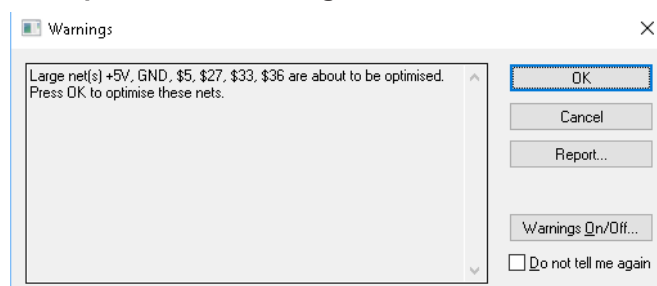 Warnings
Large net(s) +5V, GND, $5, $27, $33, $36 are about to be optimised.
Press OK to optimise these nets.
OK
Cancel
Report...
Warnings On/Off...
Do not tell me again